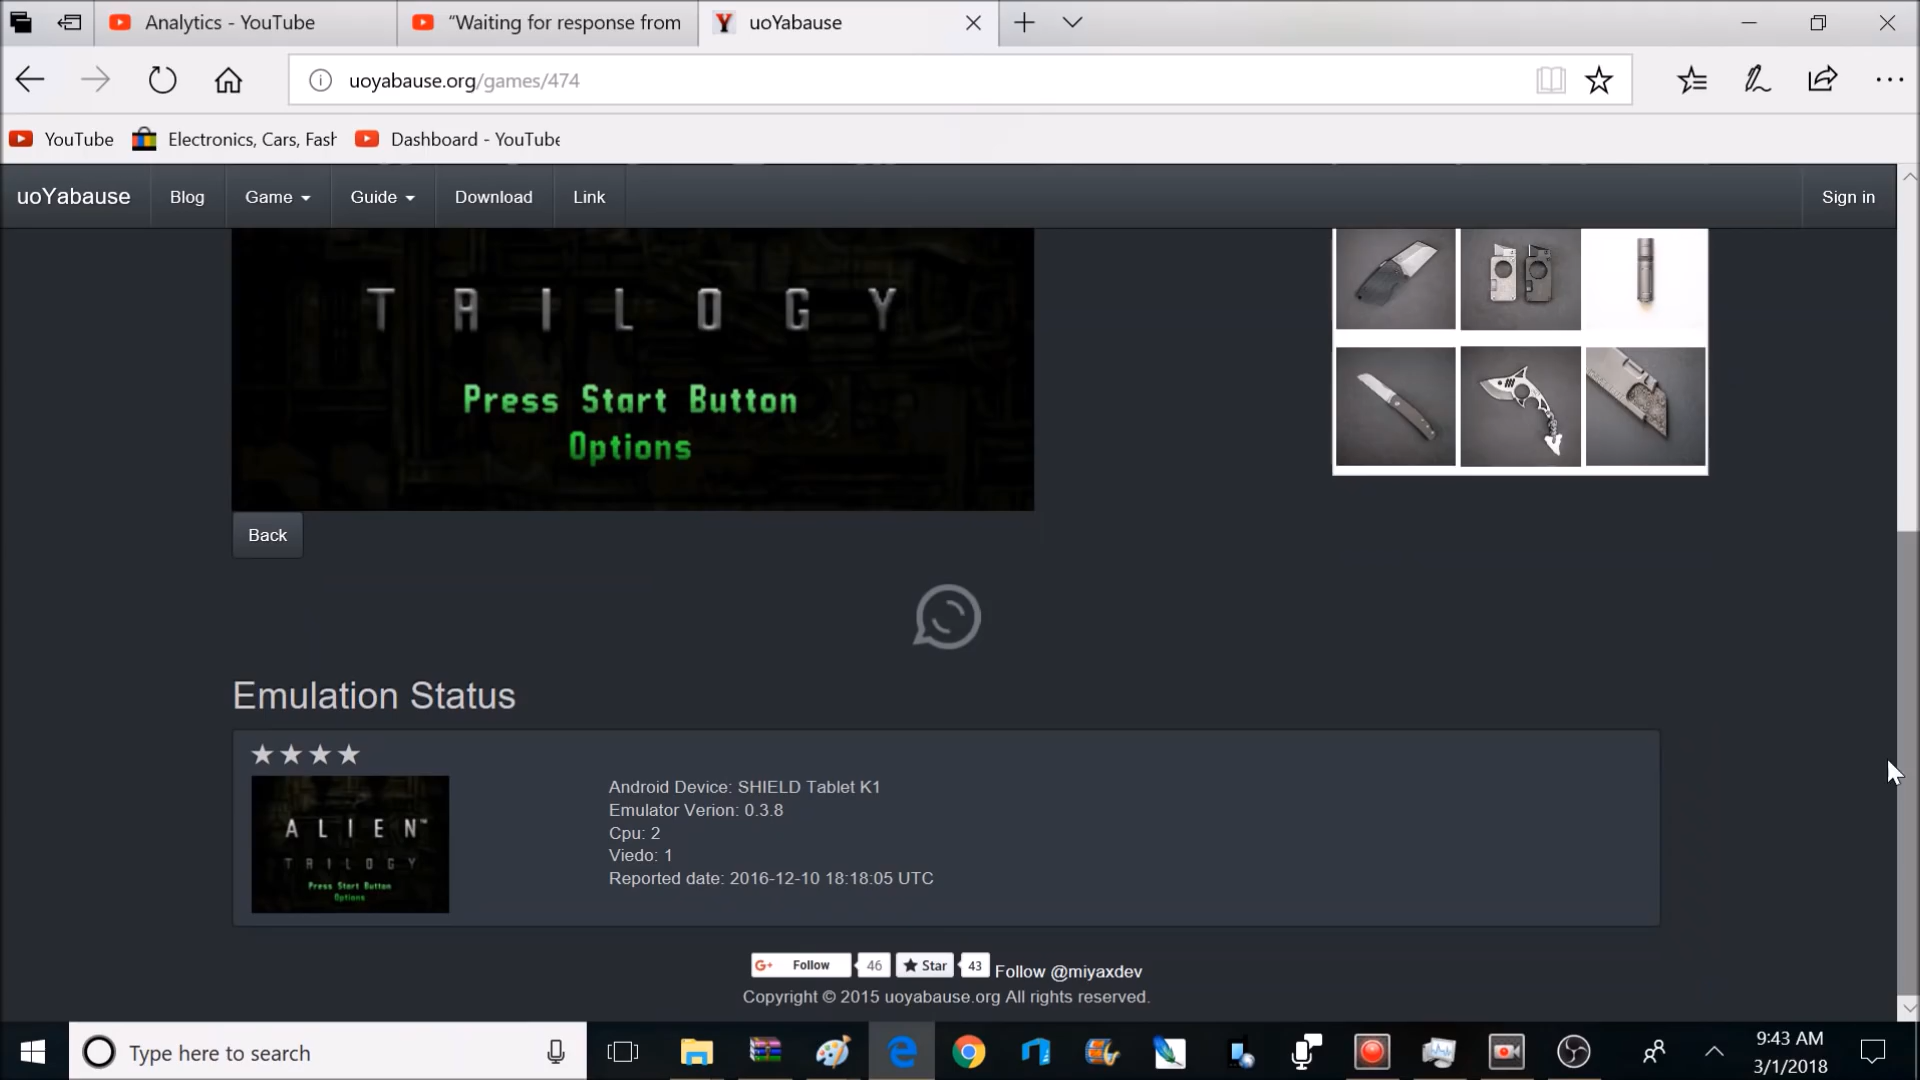 Analytics - YouTube
“Waiting for response from
uoYabause
uoyabause.org/games/474
YouTube
Electronics, Cars, Fash
Dashboard - YouTube
uoYabause
Blog
Game
Guide
Download
Link
Sign in
TRILOGY
Press Start Button
Options
Back
Emulation Status
ALIEN™
TRILOGY
Press Start Button
Options
Android Device: SHIELD Tablet K1
Emulator Verion: 0.3.8
Cpu: 2
Viedo: 1
Reported date: 2016-12-10 18:18:05 UTC
G+ Follow 46 Star 43 Follow @miyaxdev
Copyright © 2015 uoyabause.org All rights reserved.
Type here to search
9:43 AM
3/1/2018